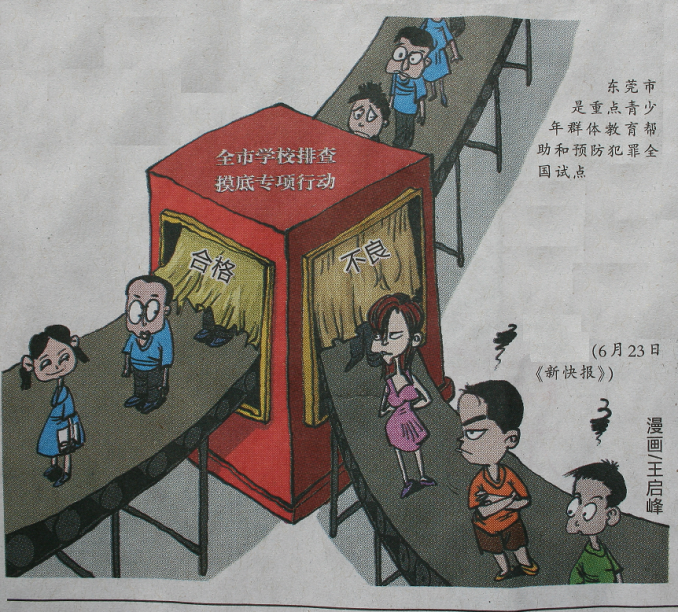 全市学校排查
摸底专项行动
合格
不良
东莞市
是重点青少
年群体教育帮
助和预防犯罪全
国试点
(6月23日
《新快报》)
漫画/王启峰